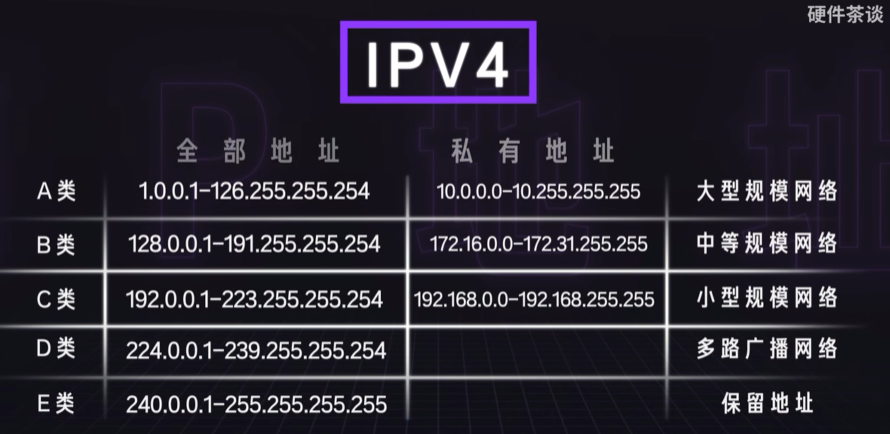 硬件茶谈
IPV4
全部地址 私有地址
A类 1.0.0.1-126.255.255.254 10.0.0.0-10.255.255.255 大型规模网络
B类 128.0.0.1-191.255.255.254 172.16.0.0-172.31.255.255 中等规模网络
C类 192.0.0.1-223.255.255.254 192.168.0.0-192.168.255.255 小型规模网络
D类 224.0.0.1-239.255.255.254 多路广播网络
E类 240.0.0.1-255.255.255.255 保留地址